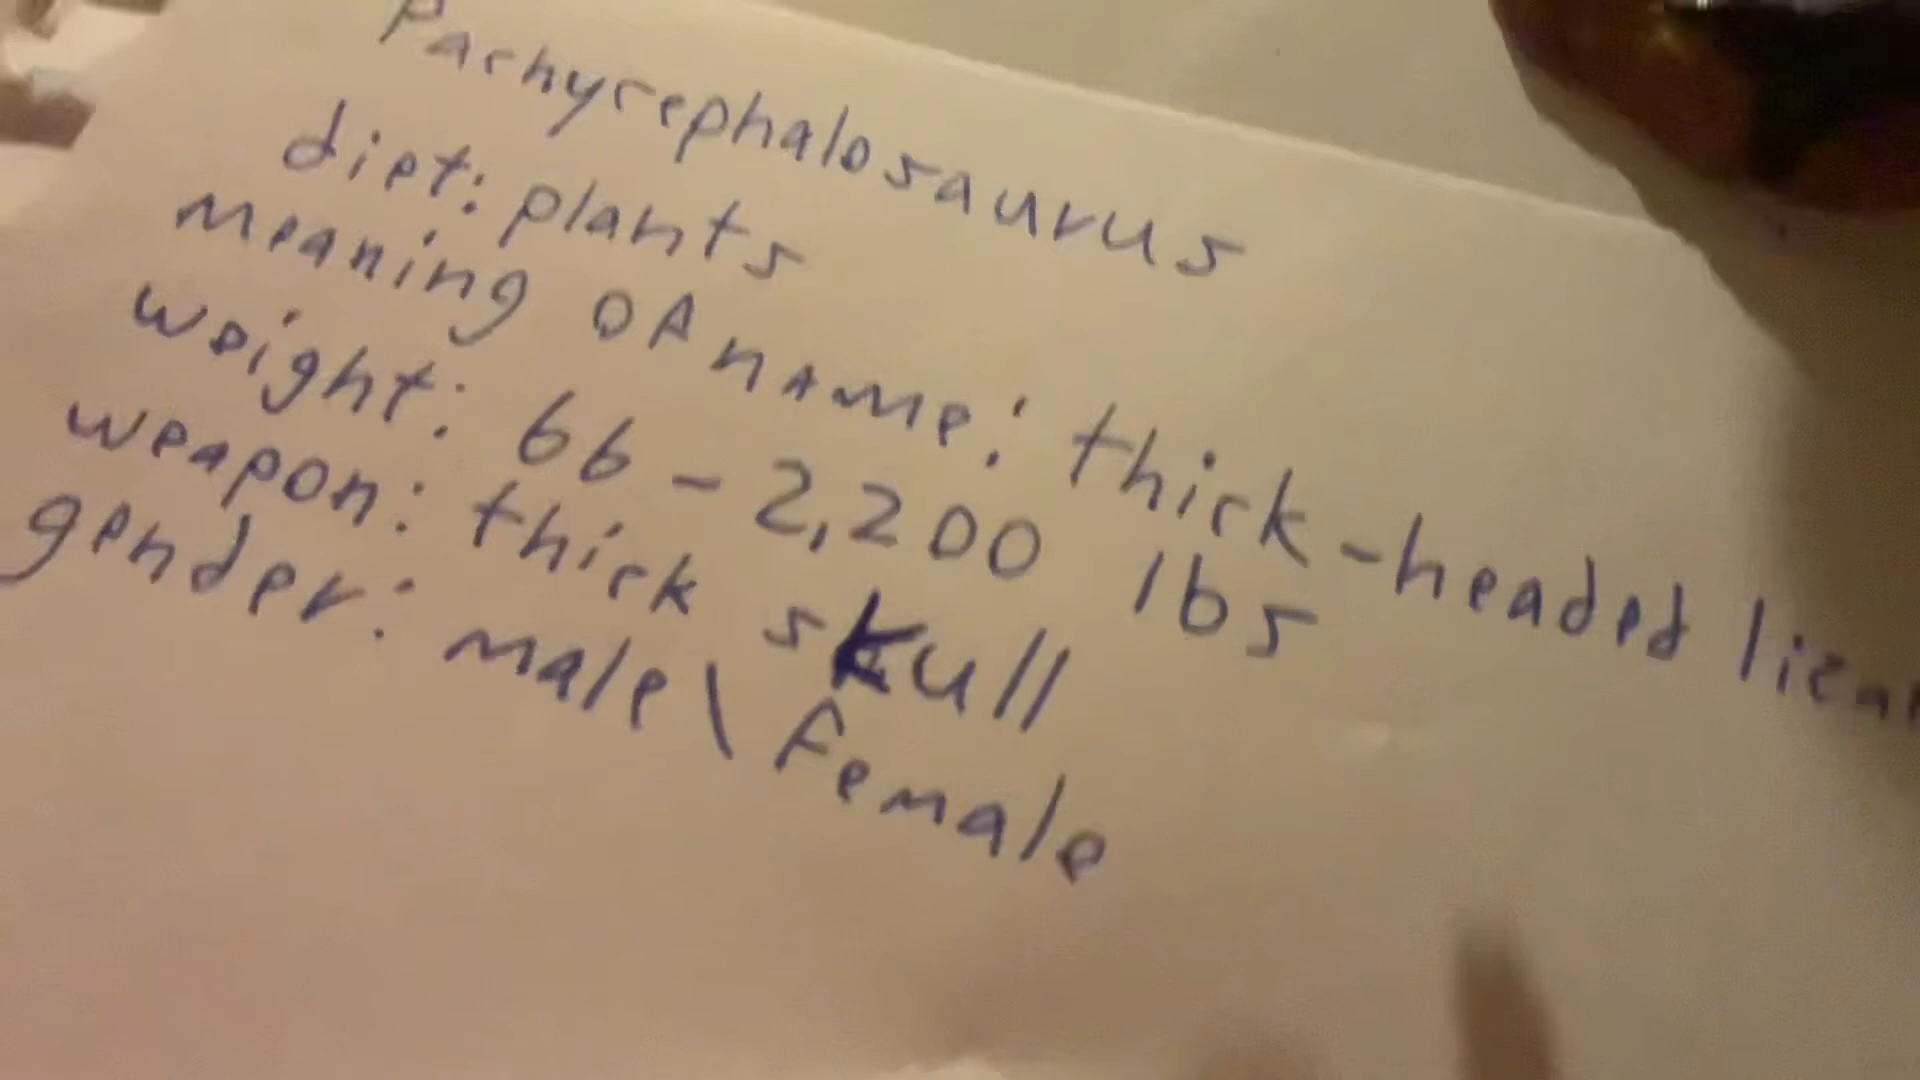 Pachycephalosaurus
diet: plants
meaning of name: thick-headed
weight: 66-2,200 lbs
weapon: thick skull
gender: male\female